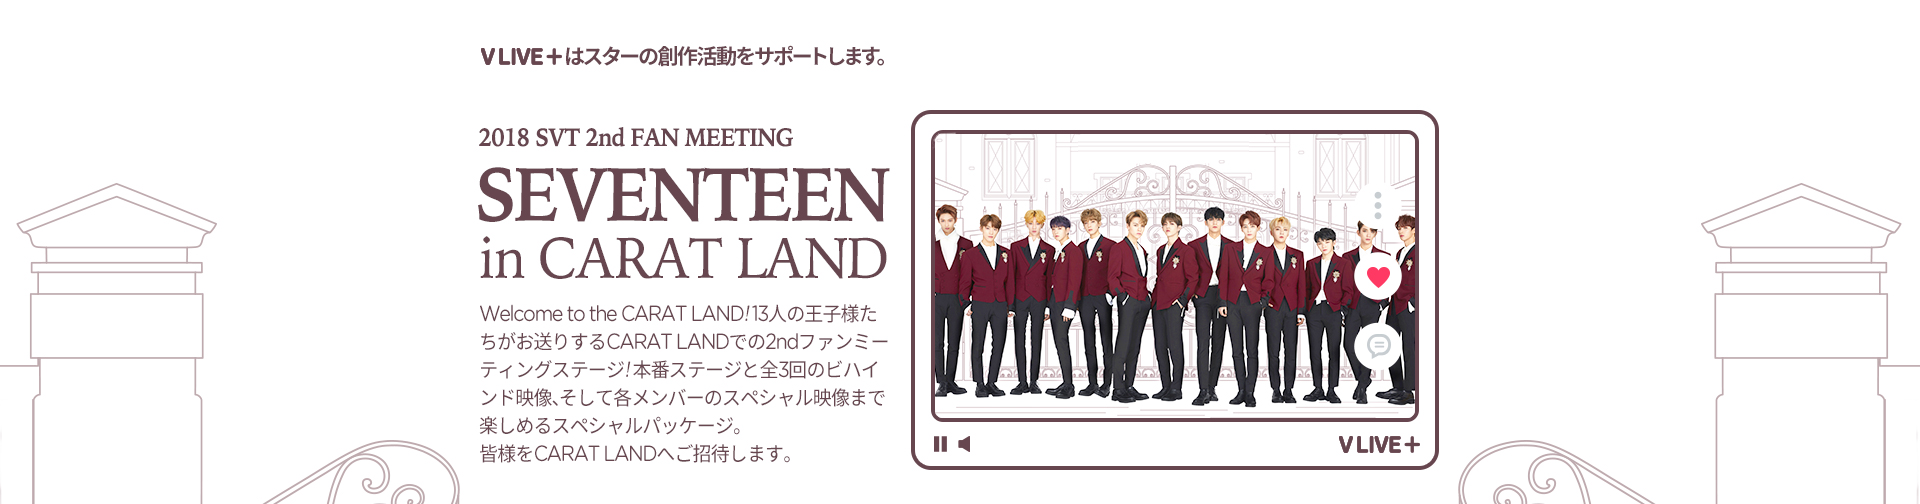 V LIVE+はスターの創作活動をサポートします。
2018 SVT 2nd FAN MEETING
SEVENTEEN
in CARAT LAND
Welcome to the CARAT LAND! 13人の王子様た
ちがお送りするCARAT LANDでの2ndファンミー
ティングステージ! 本番ステージと全3回のビハイ
ンド映像、そして各メンバーのスペシャル映像まで
楽しめるスペシャルパッケージ。
皆様をCARAT LANDへご招待します。
V LIVE+